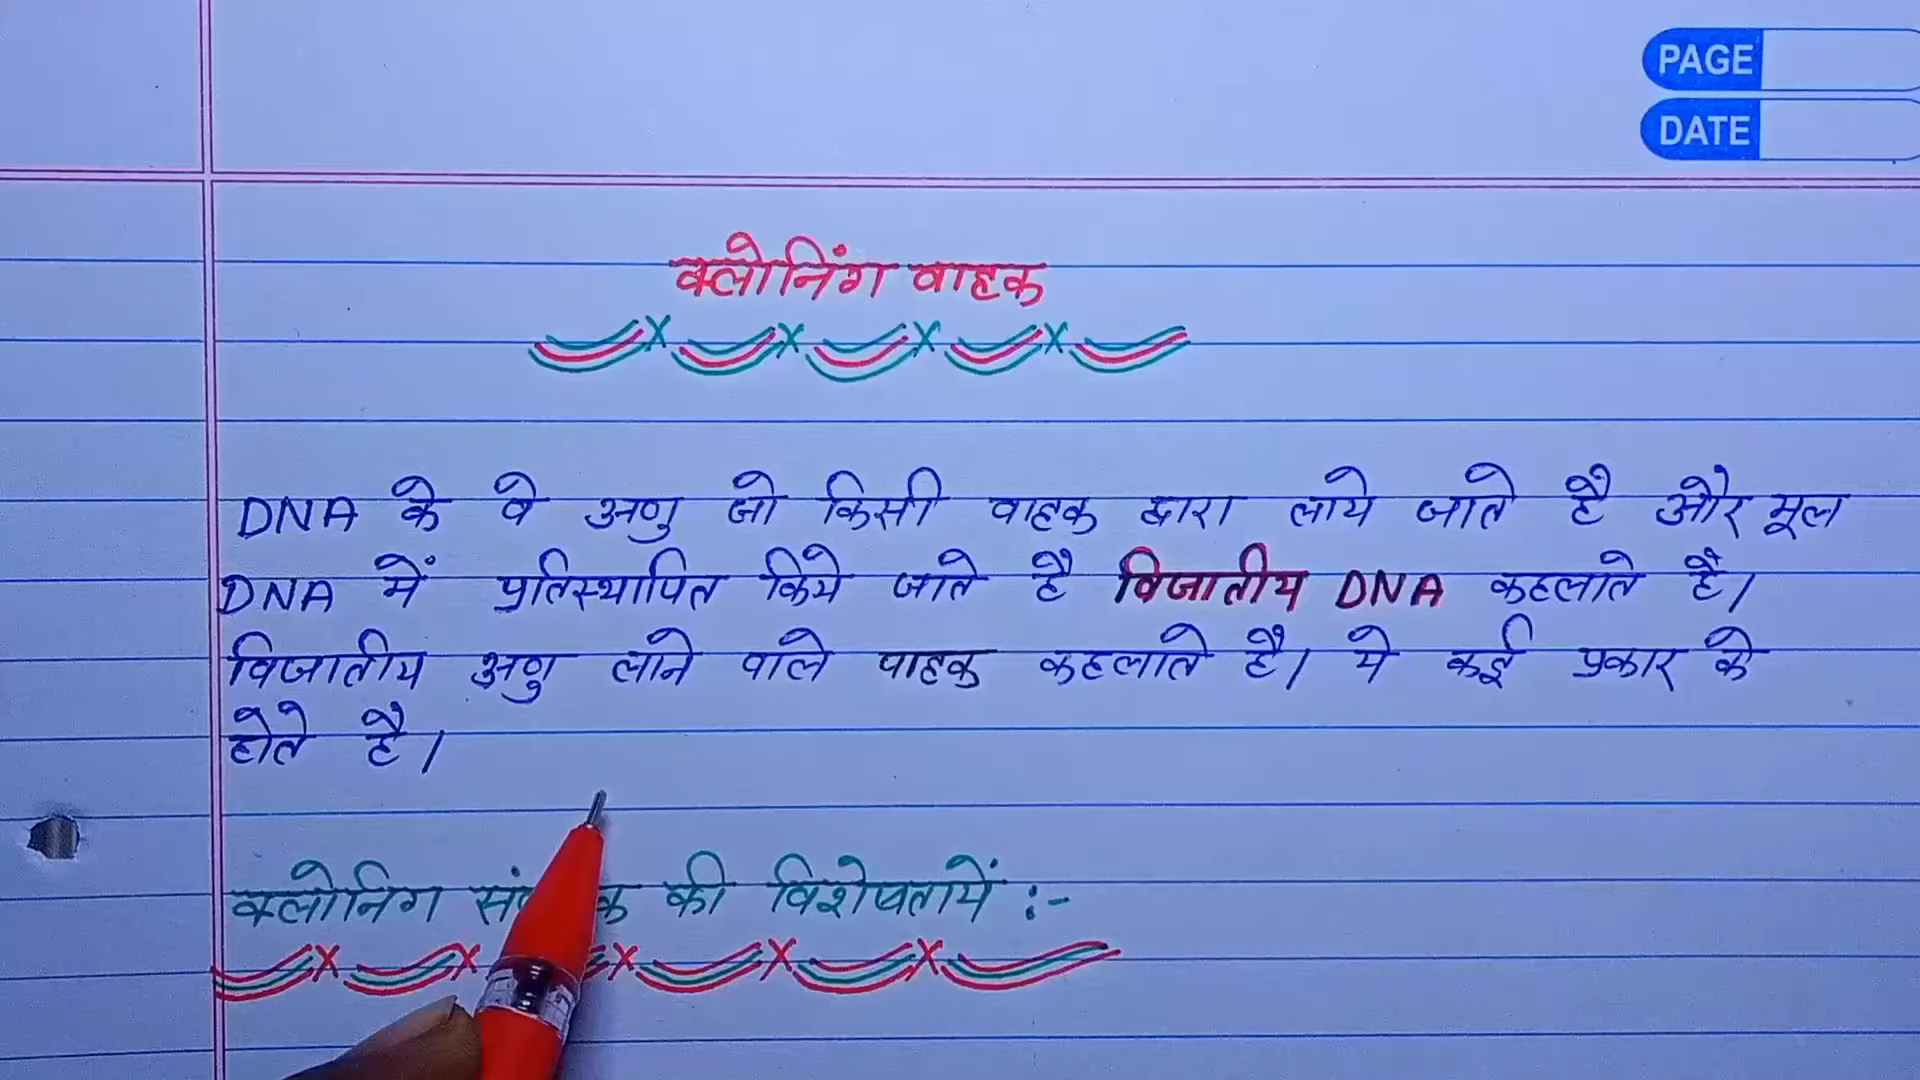 PAGE
DATE
क्लोनिंग वाहक
DNA के वे अणु जो किसी वाहक द्वारा लाये जाते है और मूल
DNA में प्रतिस्थापित किये जाते है विजातीय DNA कहलाते है।
विजातीय अणु लाने वाले वाहक कहलाते है। ये कई प्रकार के
होते है।
क्लोनिग की विशेषतायें :-